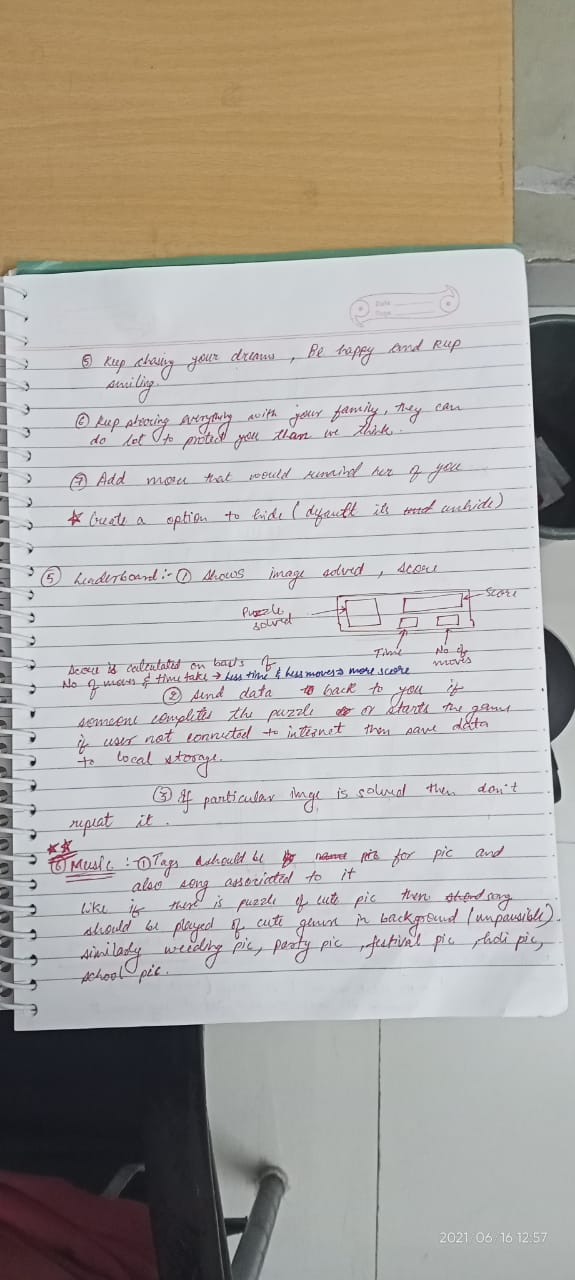 Date
Page
⑤ Keep chasing your dreams, Be happy and keep
smiling.
⑥ Keep sharing everything with your family, they can
do lot to protect you than we think.
⑦ Add more that would remind her of you
* Create a option to hide (default its unhide)
⑤ Leaderboard:- ① shows image solved, score
Puzzle
solved
Score
Time
No of
moves
Score is calculated on basis of
No of moves & time take → Less time & Less moves → more score
② Send data to back to you if
someone completes the puzzle or starts the game
if user not connected to internet then save data
to local storage.
③ If particular imge is solved then don't
repeat it.
⑥ Music : ① Tags should be for pic and
also song associated to it
like if there is puzzle of cute pic then song
should be played of cute genre in background (unpausible).
similarly weeding pic, party pic, festival pic, holi pic,
school pic.
2021.06.16 12:57